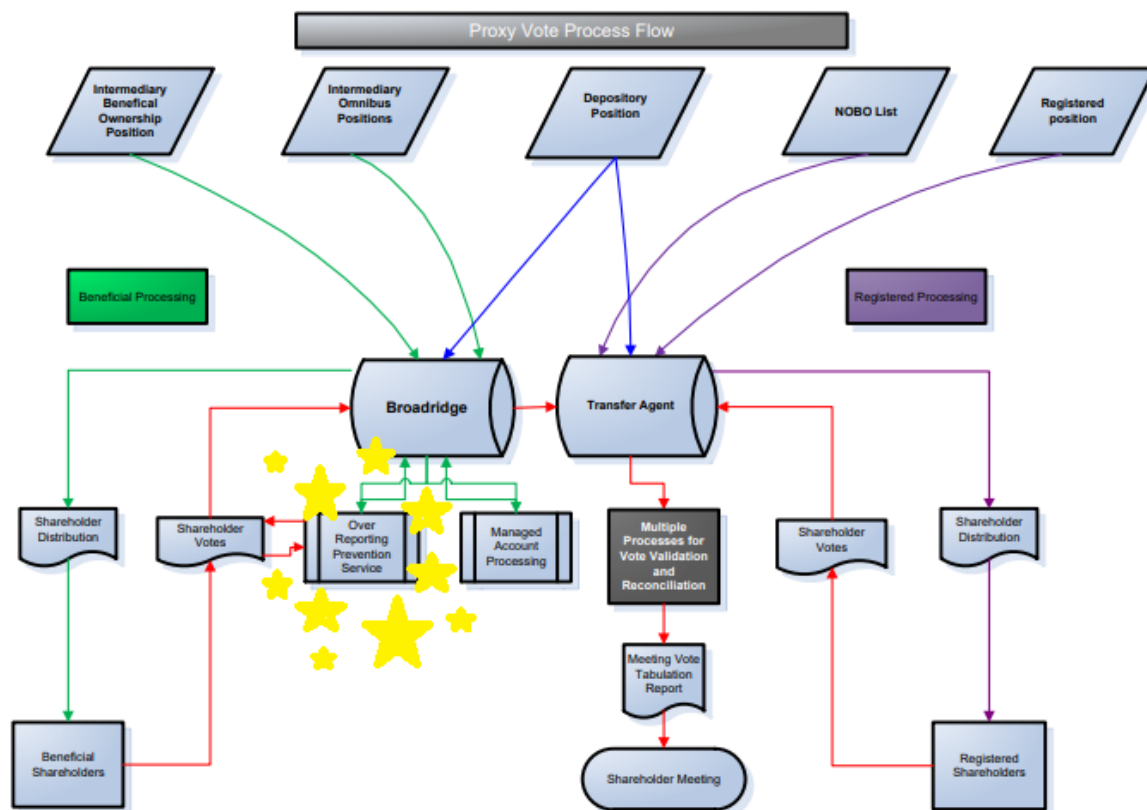 Proxy Vote Process Flow
Intermediary
Benefical
Ownership
Position
Intermediary
Omnibus
Positions
Depository
Position
NOBO List
Registered
position
Beneficial Processing
Registered Processing
Broadridge
Transfer Agent
Shareholder
Distribution
Shareholder
Votes
Over
Reporting
Prevention
Service
Managed
Account
Processing
Multiple
Processes for
Vote Validation
and
Reconciliation
Shareholder
Votes
Shareholder
Distribution
Meeting Vote
Tabulation
Report
Beneficial
Shareholders
Shareholder Meeting
Registered
Shareholders